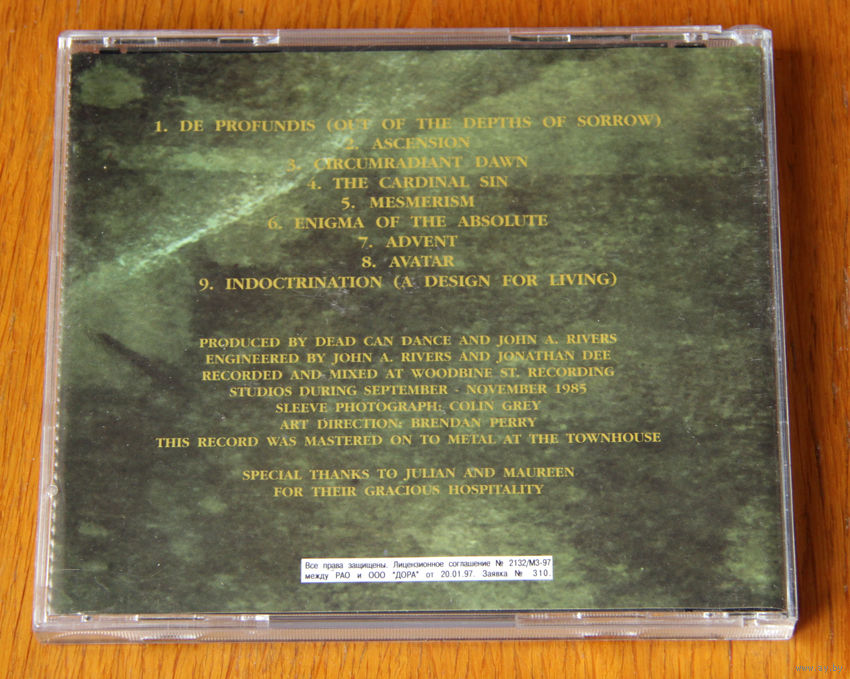 1. DE PROFUNDIS (OUT OF THE DEPTHS OF SORROW)
2. ASCENSION
3. CIRCUMRADIANT DAWN
4. THE CARDINAL SIN
5. MESMERISM
6. ENIGMA OF THE ABSOLUTE
7. ADVENT
8. AVATAR
9. INDOCTRINATION (A DESIGN FOR LIVING)
PRODUCED BY DEAD CAN DANCE AND JOHN A. RIVERS
ENGINEERED BY JOHN A. RIVERS AND JONATHAN DEE
RECORDED AND MIXED AT WOODBINE ST. RECORDING
STUDIOS DURING SEPTEMBER - NOVEMBER 1985
SLEEVE PHOTOGRAPH: COLIN GREY
ART DIRECTION: BRENDAN PERRY
THIS RECORD WAS MASTERED ON TO METAL AT THE TOWNHOUSE
SPECIAL THANKS TO JULIAN AND MAUREEN
FOR THEIR GRACIOUS HOSPITALITY
Все права защищены. Лицензионное соглашение № 2132/МЗ-97
между РАО и ООО "ДОРА" от 20.01.97. Заявка № 310.